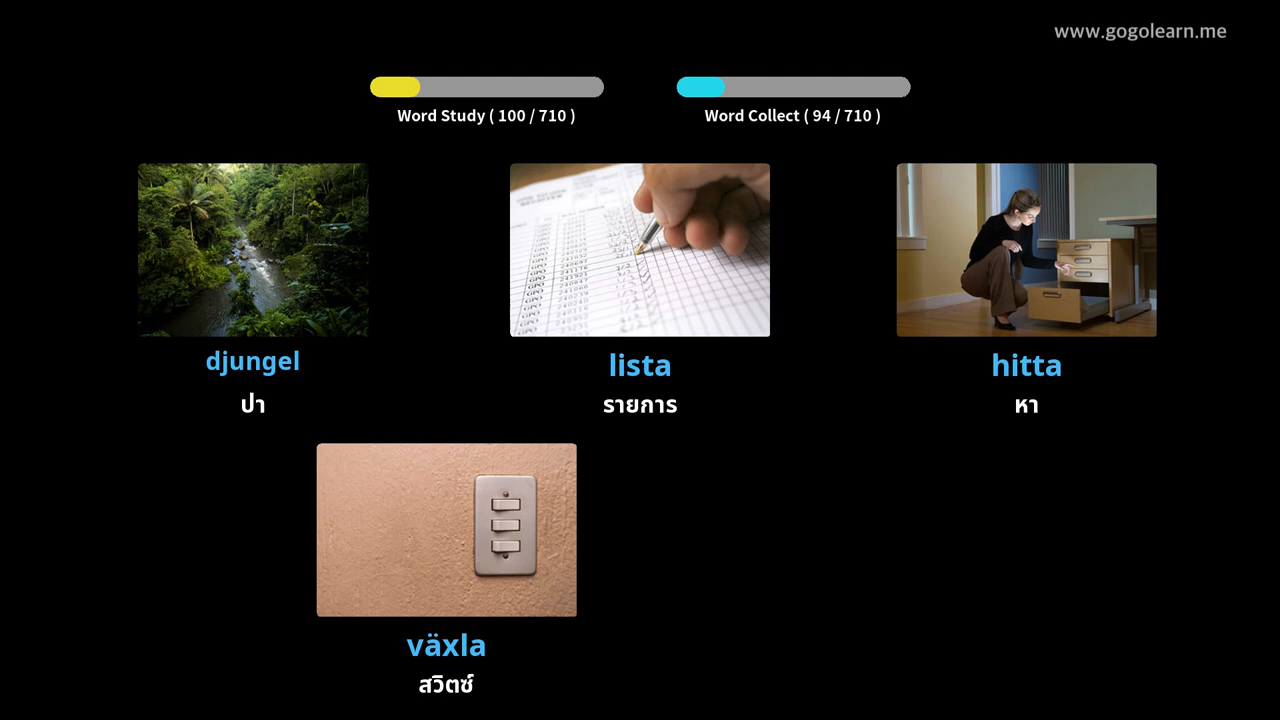 www.gogolearn.me
Word Study ( 100 / 710 )
Word Collect ( 94 / 710 )
djungel
lista
hitta
ป่า
รายการ
หา
växla
สวิตซ์